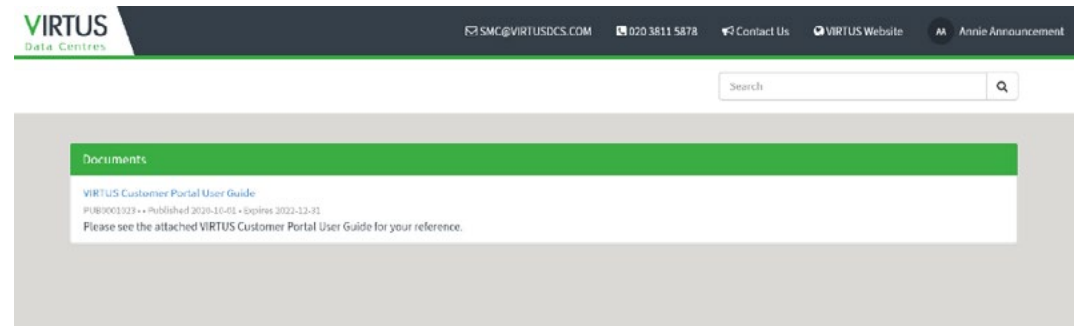 VIRTUS
Data Centres
SMC@VIRTUSDCS.COM
020 3811 5878
Contact Us
VIRTUS Website
AA
Annie Announcement
Search
Documents
VIRTUS Customer Portal User Guide
PUB0001023 • • Published 2020-10-01 • Expires 2022-12-31
Please see the attached VIRTUS Customer Portal User Guide for your reference.